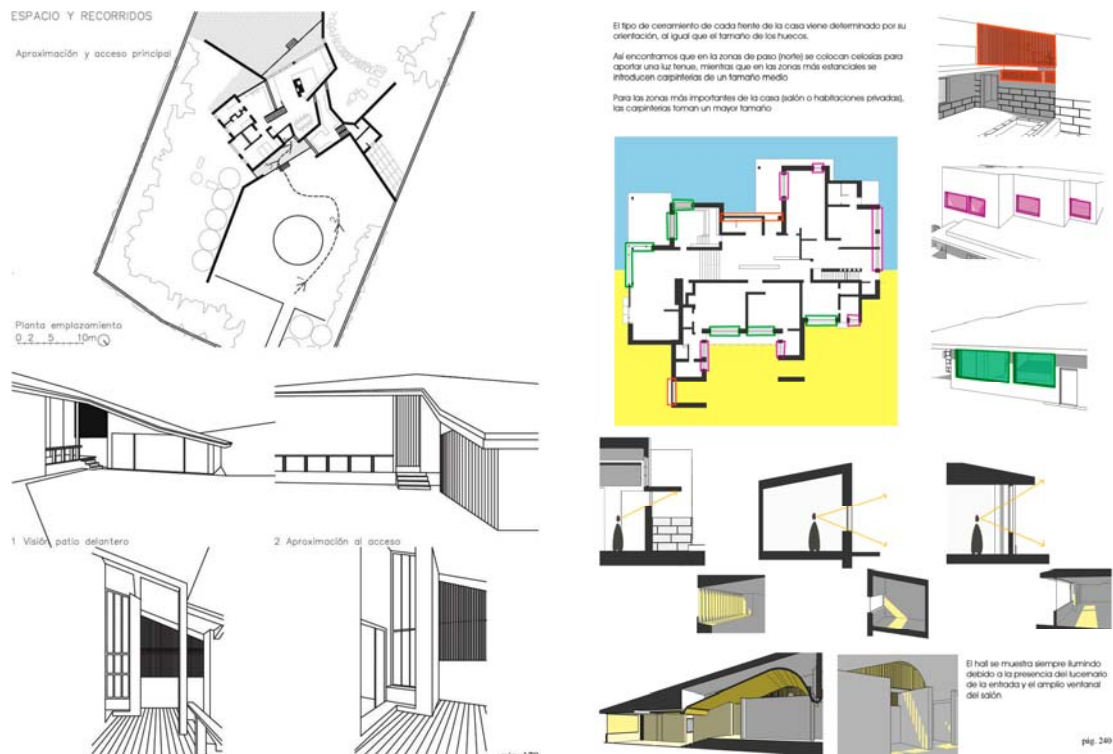 ESPACIO Y RECORRIDOS
Aproximación y acceso principal
Planta emplazamiento
0 2 5 10m
1 Visión patio delantero
2 Aproximación al acceso
El tipo de cerramiento de cada frente de la casa viene determinado por su
orientación, al igual que el tamaño de los huecos.
Así encontramos que en la zonas de paso (norte) se colocan celosías para
aportar una luz tenue, mientras que en las zonas más estanciales se
introducen carpinterías de un tamaño medio
Para las zonas más importantes de la casa (salón o habitaciones privadas),
las carpinterías toman un mayor tamaño
El hall se muestra siempre ilumindo
debido a la presencia del lucernario
de la entrada y el amplio ventanal
del salón
pág. 240